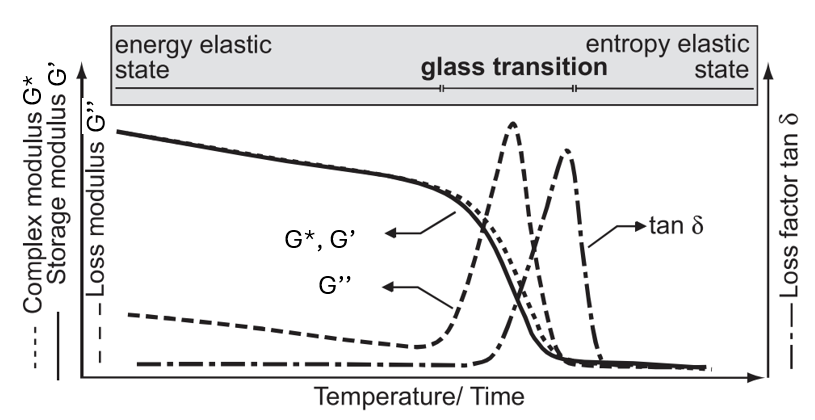 energy elastic
state
glass transition
entropy elastic
state
Complex modulus G*
Storage modulus G’
Loss modulus G’’
G*, G’
G’’
tan δ
Loss factor tan δ
Temperature/ Time